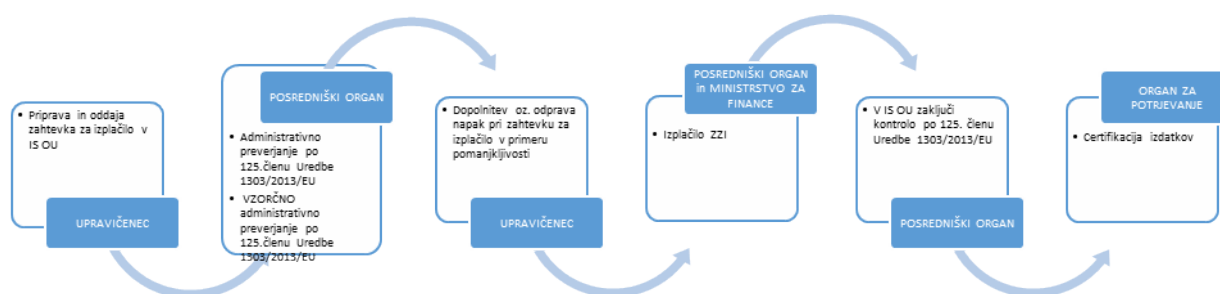 • Priprava in oddaja
zahtevka za izplačilo v
IS OU
UPRAVIČENEC
POSREDNIŠKI ORGAN
• Administrativno
preverjanje po
125.členu Uredbe
1303/2013/EU
• VZORČNO
administrativno
preverjanje po
125.členu Uredbe
1303/2013/EU
• Dopolnitev oz. odprava
napak pri zahtevku za
izplačilo v primeru
pomanjkljivosti
UPRAVIČENEC
POSREDNIŠKI ORGAN
in MINISTRSTVO ZA
FINANCE
• Izplačilo ZZI
• V IS OU zaključi
kontrolo po 125. členu
Uredbe 1303/2013/EU
POSREDNIŠKI ORGAN
ORGAN ZA
POTRJEVANJE
• Certifikacija izdatkov